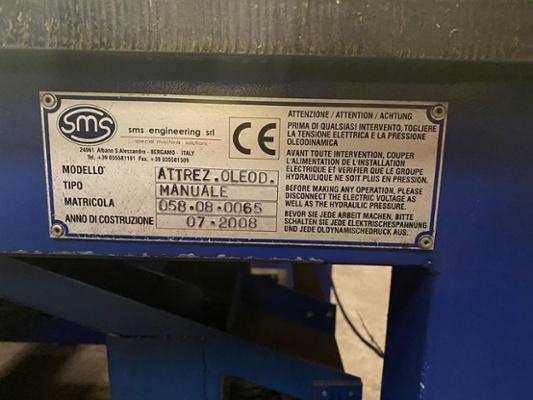 sms
sms engineering srl
special machine solutions
24061 Albano S.Alessandro - BERGAMO - ITALY
Tel. +39 035581191 Fax. +39 035581309
CE
MODELLO ATTREZ.OLEOD.
TIPO MANUALE
MATRICOLA 058-08-0065
ANNO DI COSTRUZIONE 07-2008
ATTENZIONE / ATTENTION / ACHTUNG
PRIMA DI QUALSIASI INTERVENTO, TOGLIERE
LA TENSIONE ELETTRICA E LA PRESSIONE
OLEODINAMICA
AVANT TOUTE INTERVENTION, COUPER
L'ALIMENTATION DE L'INSTALLATION
ELECTRIQUE ET VERIFIER QUE LE GROUPE
HYDRAULIQUE NE SOIT PLUS EN PRESSION.
BEFORE MAKING ANY OPERATION, PLEASE
DISCONNECT THE ELECTRIC VOLTAGE AS
WELL AS THE HYDRAULIC PRESSURE.
BEVOR SIE JEDE ARBEIT MACHEN, BITTE
SCHALTEN SIE JEDE ELEKTRISCHESPANNUNG
UND JEDE OLDYNAMISCHEDRUCK AUS.